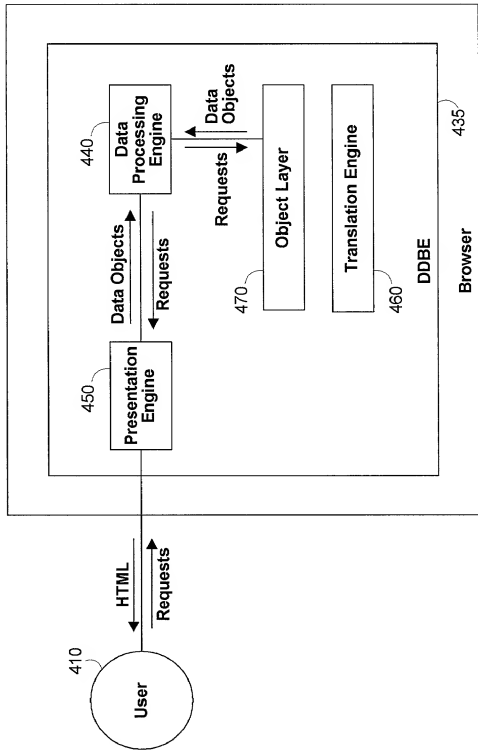 410
User
HTML
Requests
450
Presentation
Engine
Data Objects
Requests
440
Data
Processing
Engine
Data
Objects
Requests
470
Object Layer
460
Translation Engine
DDBE
435
Browser